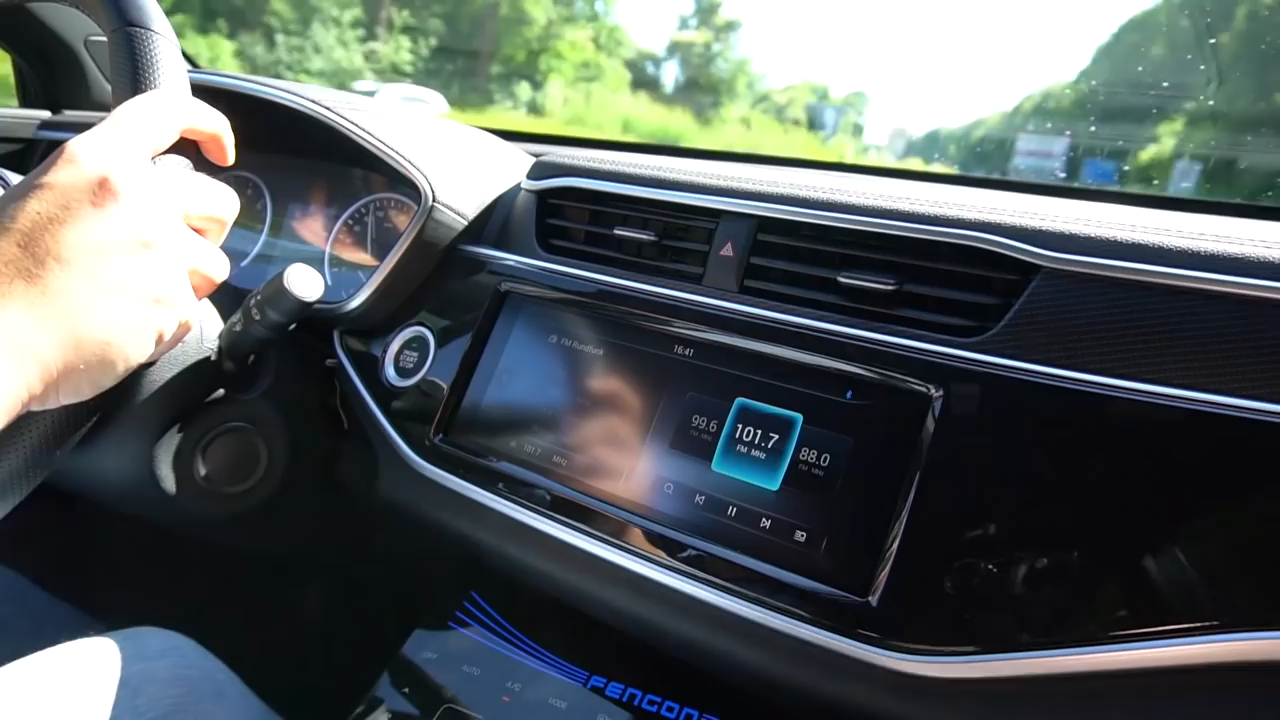 FM Rundfunk
16:41
99.6
FM MHz
101.7
FM MHz
88.0
FM MHz
101.7 MHz
ENGINE
START
STOP
OFF
AUTO
A/C
MODE
FENGON